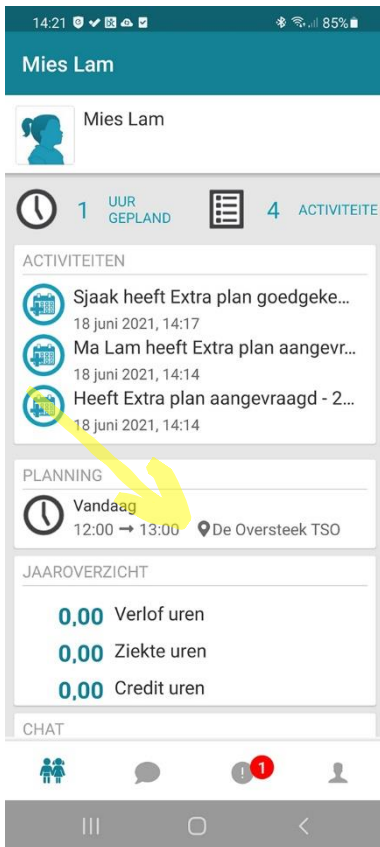 14:21 85%
Mies Lam
Mies Lam
1 UUR GEPLAND 4 ACTIVITEITE
ACTIVITEITEN
Sjaak heeft Extra plan goedgeke...
18 juni 2021, 14:17
Ma Lam heeft Extra plan aangevr...
18 juni 2021, 14:14
Heeft Extra plan aangevraagd - 2...
18 juni 2021, 14:14
PLANNING
Vandaag
12:00 → 13:00 De Oversteek TSO
JAAROVERZICHT
0,00 Verlof uren
0,00 Ziekte uren
0,00 Credit uren
CHAT
1